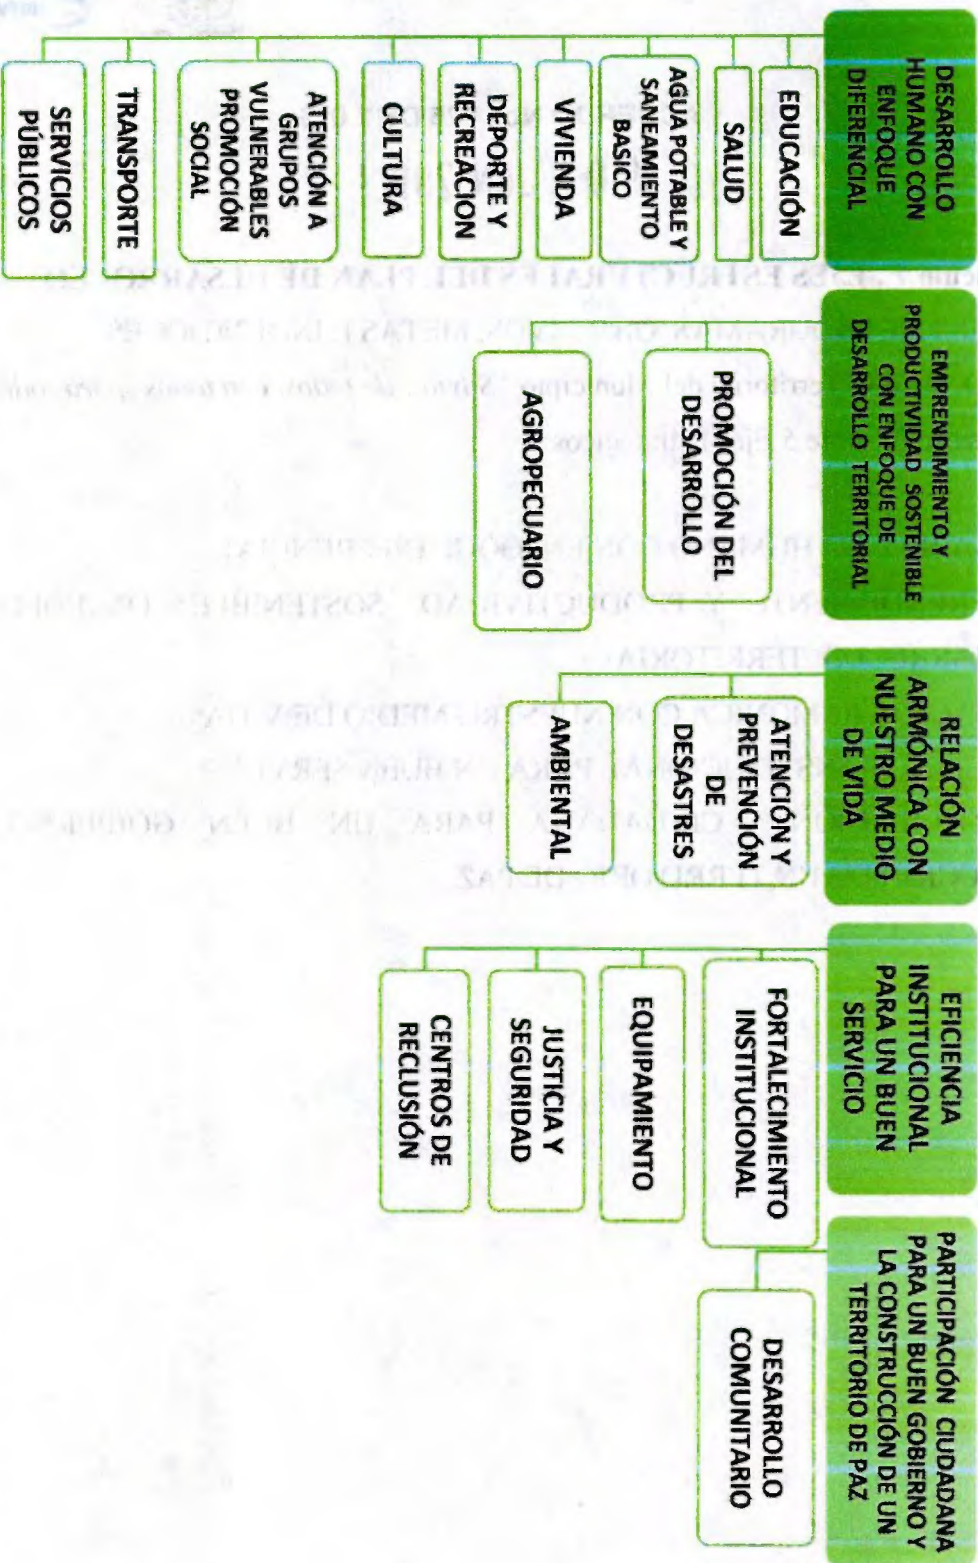 DESARROLLO
HUMANO CON
ENFOQUE
DIFERENCIAL
EDUCACIÓN
SALUD
AGUA POTABLE Y
SANEAMIENTO
BASICO
VIVIENDA
DEPORTE Y
RECREACION
CULTURA
ATENCIÓN A
GRUPOS
VULNERABLES
PROMOCIÓN
SOCIAL
TRANSPORTE
SERVICIOS
PÚBLICOS
EMPRENDIMIENTO Y
PRODUCTIVIDAD SOSTENIBLE
CON ENFOQUE DE
DESARROLLO TERRITORIAL
PROMOCIÓN DEL
DESARROLLO
AGROPECUARIO
RELACIÓN
ARMÓNICA CON
NUESTRO MEDIO
DE VIDA
ATENCIÓN Y
PREVENCIÓN
DE
DESASTRES
AMBIENTAL
EFICIENCIA
INSTITUCIONAL
PARA UN BUEN
SERVICIO
FORTALECIMIENTO
INSTITUCIONAL
EQUIPAMIENTO
JUSTICIA Y
SEGURIDAD
CENTROS DE
RECLUSIÓN
PARTICIPACIÓN CIUDADANA
PARA UN BUEN GOBIERNO Y
LA CONSTRUCCIÓN DE UN
TERRITORIO DE PAZ
DESARROLLO
COMUNITARIO